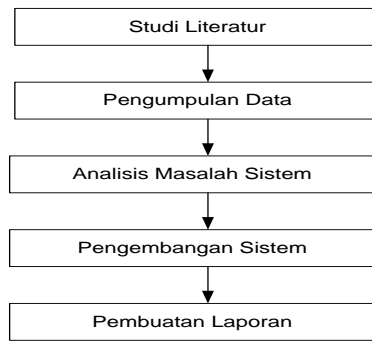 Studi Literatur
Pengumpulan Data
Analisis Masalah Sistem
Pengembangan Sistem
Pembuatan Laporan